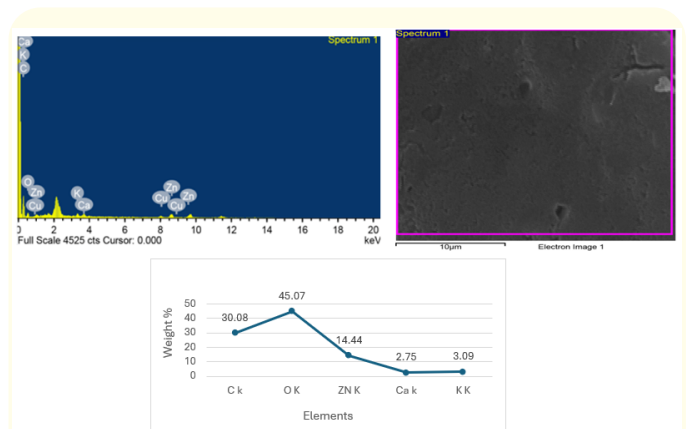 Spectrum 1
Ca
K
C
O
Zn
Cu
K
Ca
Cu
Zn
Cu
Zn
2 4 6 8 10 12 14 16 18 20
Full Scale 4525 cts Cursor: 0.000
keV
Spectrum 1
10µm
Electron Image 1
Weight %
50
40
30
20
10
0
30.08
45.07
14.44
2.75
3.09
C k
O K
ZN K
Ca k
K K
Elements